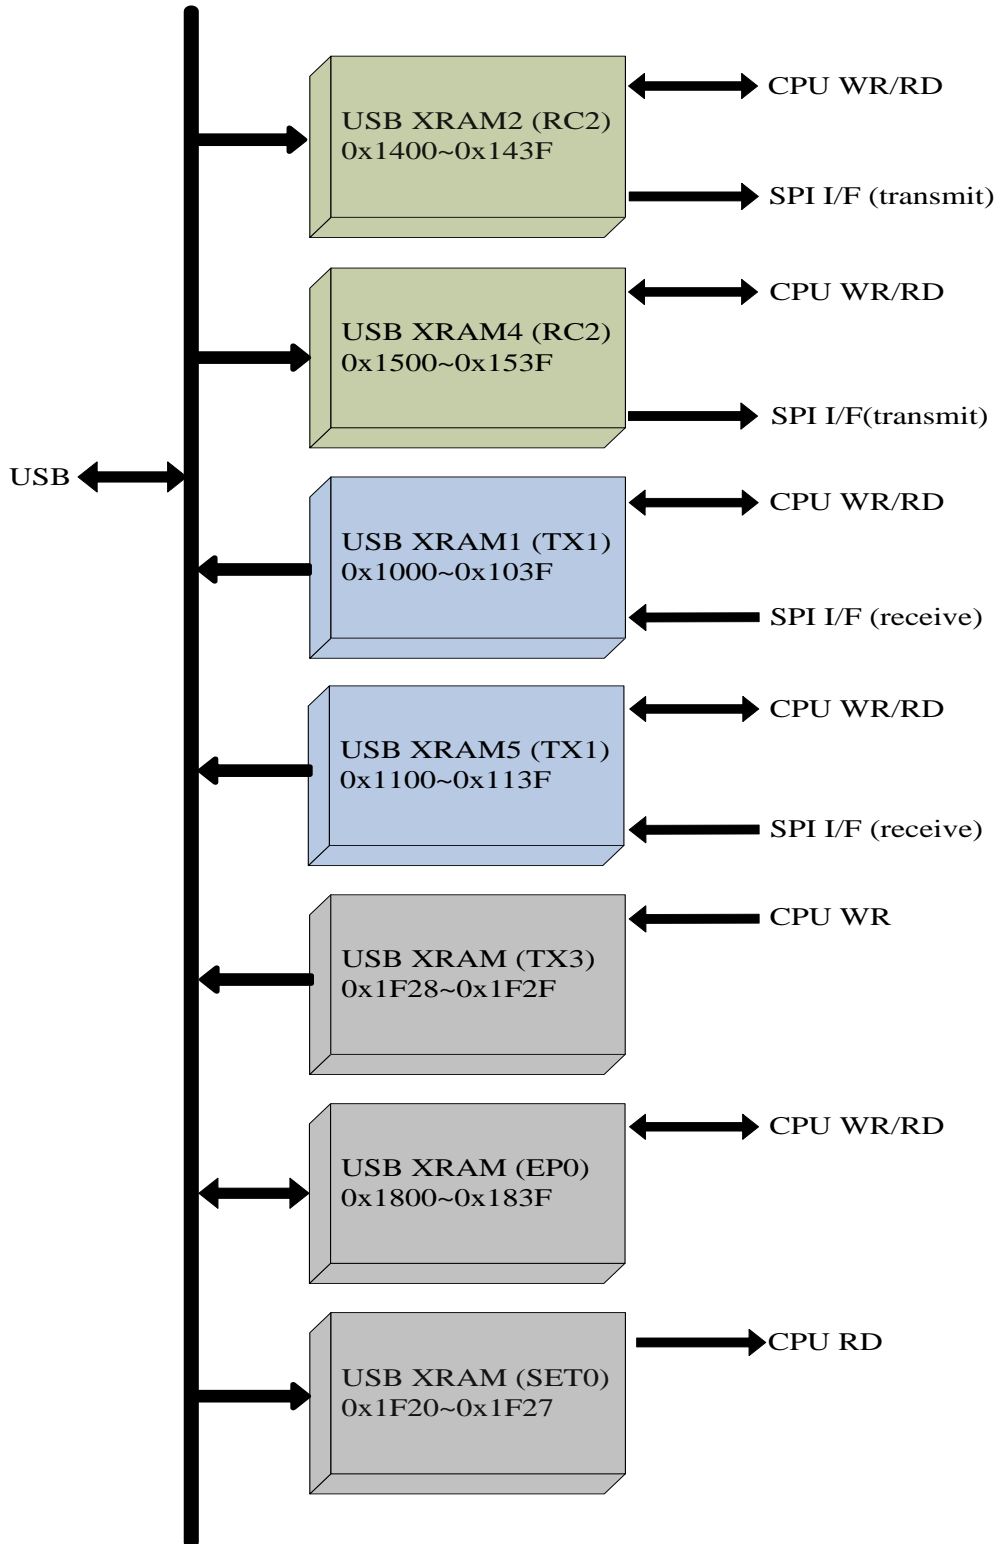 CPU WR/RD
USB XRAM2 (RC2)
0x1400~0x143F
SPI I/F (transmit)
CPU WR/RD
USB XRAM4 (RC2)
0x1500~0x153F
SPI I/F(transmit)
USB
CPU WR/RD
USB XRAM1 (TX1)
0x1000~0x103F
SPI I/F (receive)
CPU WR/RD
USB XRAM5 (TX1)
0x1100~0x113F
SPI I/F (receive)
CPU WR
USB XRAM (TX3)
0x1F28~0x1F2F
CPU WR/RD
USB XRAM (EP0)
0x1800~0x183F
CPU RD
USB XRAM (SET0)
0x1F20~0x1F27